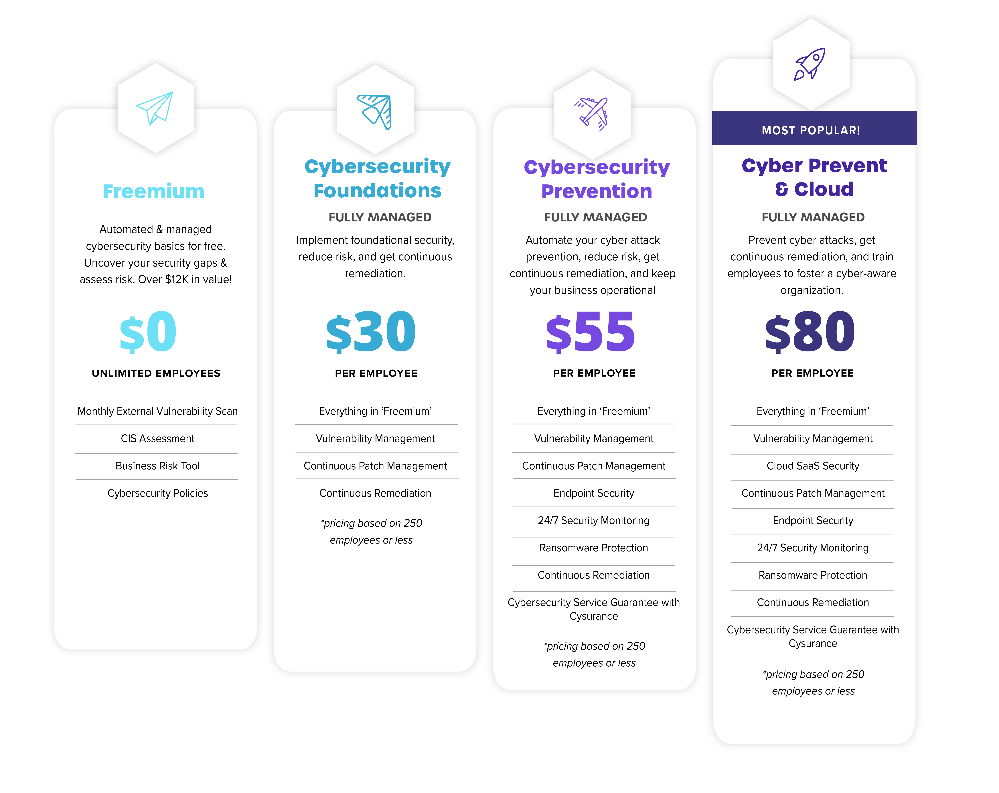 Freemium
Automated & managed
cybersecurity basics for free.
Uncover your security gaps &
assess risk. Over $12K in value!
$0
UNLIMITED EMPLOYEES
Monthly External Vulnerability Scan
CIS Assessment
Business Risk Tool
Cybersecurity Policies
Cybersecurity
Foundations
FULLY MANAGED
Implement foundational security,
reduce risk, and get continuous
remediation.
$30
PER EMPLOYEE
Everything in ‘Freemium’
Vulnerability Management
Continuous Patch Management
Continuous Remediation
*pricing based on 250
employees or less
Cybersecurity
Prevention
FULLY MANAGED
Automate your cyber attack
prevention, reduce risk, get
continuous remediation, and keep
your business operational
$55
PER EMPLOYEE
Everything in ‘Freemium’
Vulnerability Management
Continuous Patch Management
Endpoint Security
24/7 Security Monitoring
Ransomware Protection
Continuous Remediation
Cybersecurity Service Guarantee with
Cysurance
*pricing based on 250
employees or less
MOST POPULAR!
Cyber Prevent
& Cloud
FULLY MANAGED
Prevent cyber attacks, get
continuous remediation, and train
employees to foster a cyber-aware
organization.
$80
PER EMPLOYEE
Everything in ‘Freemium’
Vulnerability Management
Cloud SaaS Security
Continuous Patch Management
Endpoint Security
24/7 Security Monitoring
Ransomware Protection
Continuous Remediation
Cybersecurity Service Guarantee with
Cysurance
*pricing based on 250
employees or less